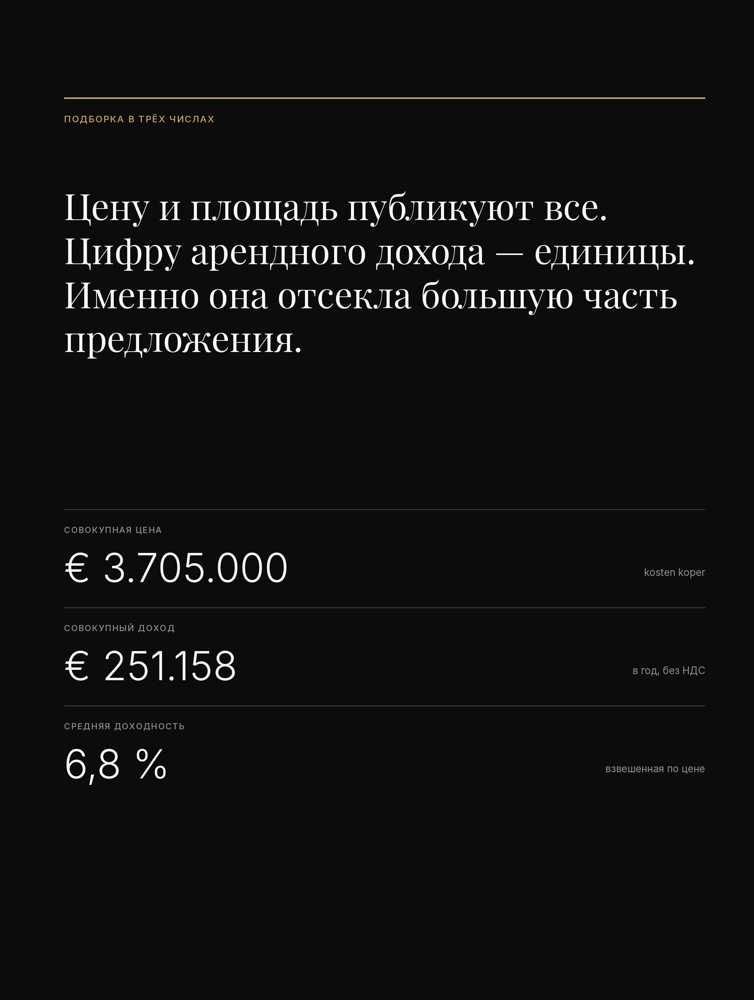 ПОДБОРКА В ТРЁХ ЧИСЛАХ
Цену и площадь публикуют все.
Цифру арендного дохода — единицы.
Именно она отсекла большую часть
предложения.
СОВОКУПНАЯ ЦЕНА
€ 3.705.000
kosten koper
СОВОКУПНЫЙ ДОХОД
€ 251.158
в год, без НДС
СРЕДНЯЯ ДОХОДНОСТЬ
6,8 %
взвешенная по цене